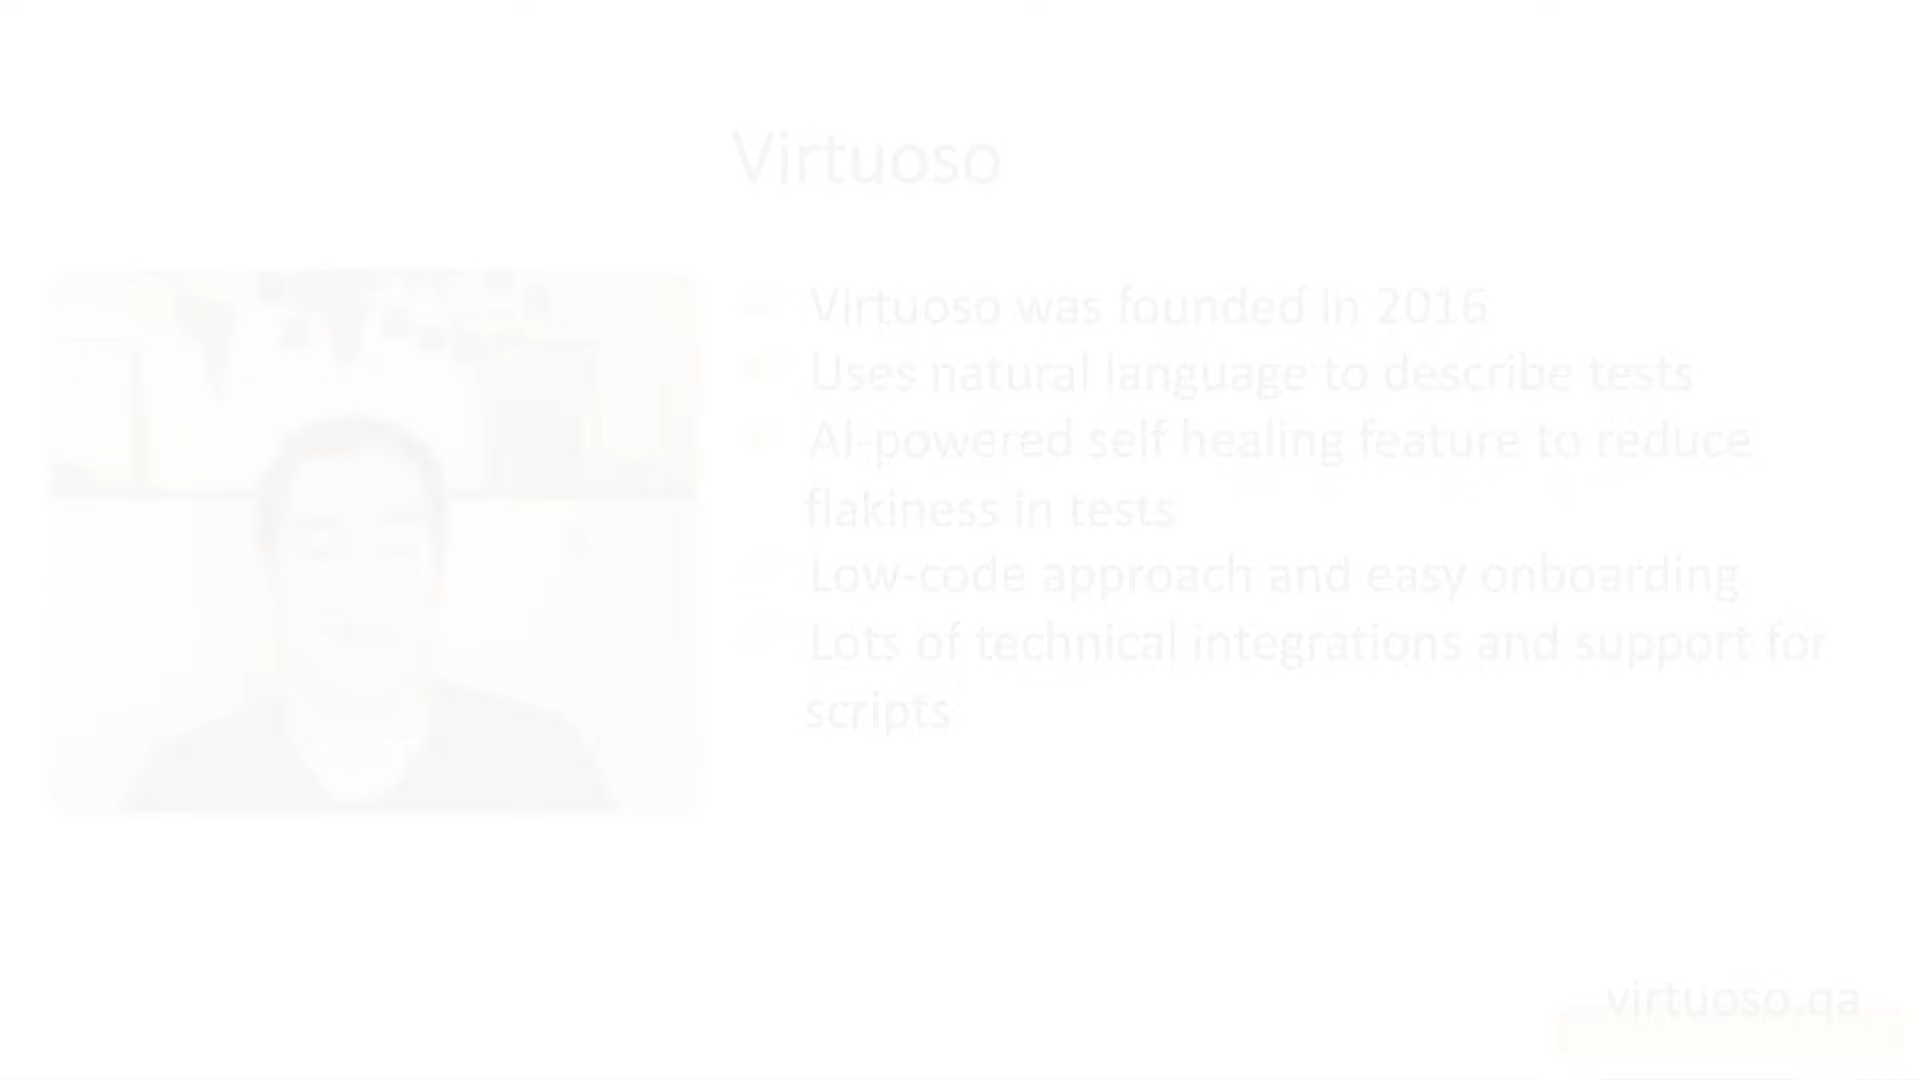 Virtuoso
Virtuoso was founded in 2016
Uses natural language to describe tests
AI-powered self healing feature to reduce
flakiness in tests
Low-code approach and easy onboarding
Lots of technical integrations and support for
scripts
virtuoso.qa